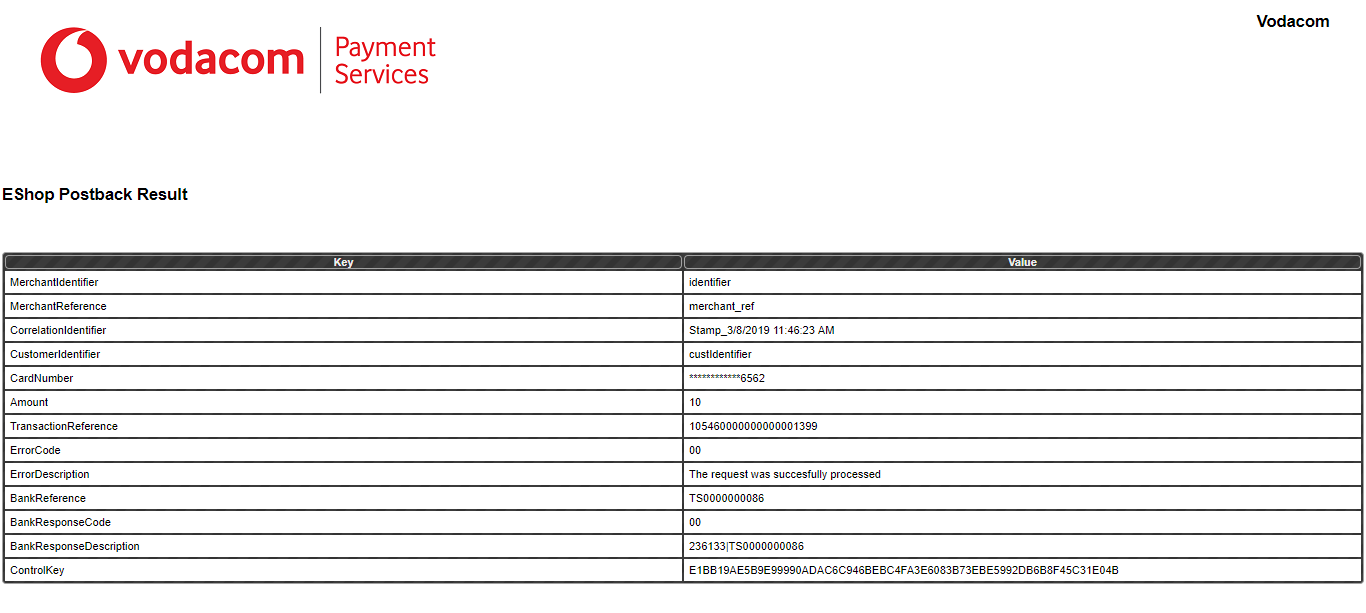 Vodacom
vodacom
Payment
Services
EShop Postback Result
Key Value
MerchantIdentifier identifier
MerchantReference merchant_ref
CorrelationIdentifier Stamp_3/8/2019 11:46:23 AM
CustomerIdentifier custIdentifier
CardNumber ************6562
Amount 10
TransactionReference 105460000000000001399
ErrorCode 00
ErrorDescription The request was succesfully processed
BankReference TS0000000086
BankResponseCode 00
BankResponseDescription 236133|TS0000000086
ControlKey E1BB19AE5B9E99990ADAC6C946BEBC4FA3E6083B73EBE5992DB6B8F45C31E04B